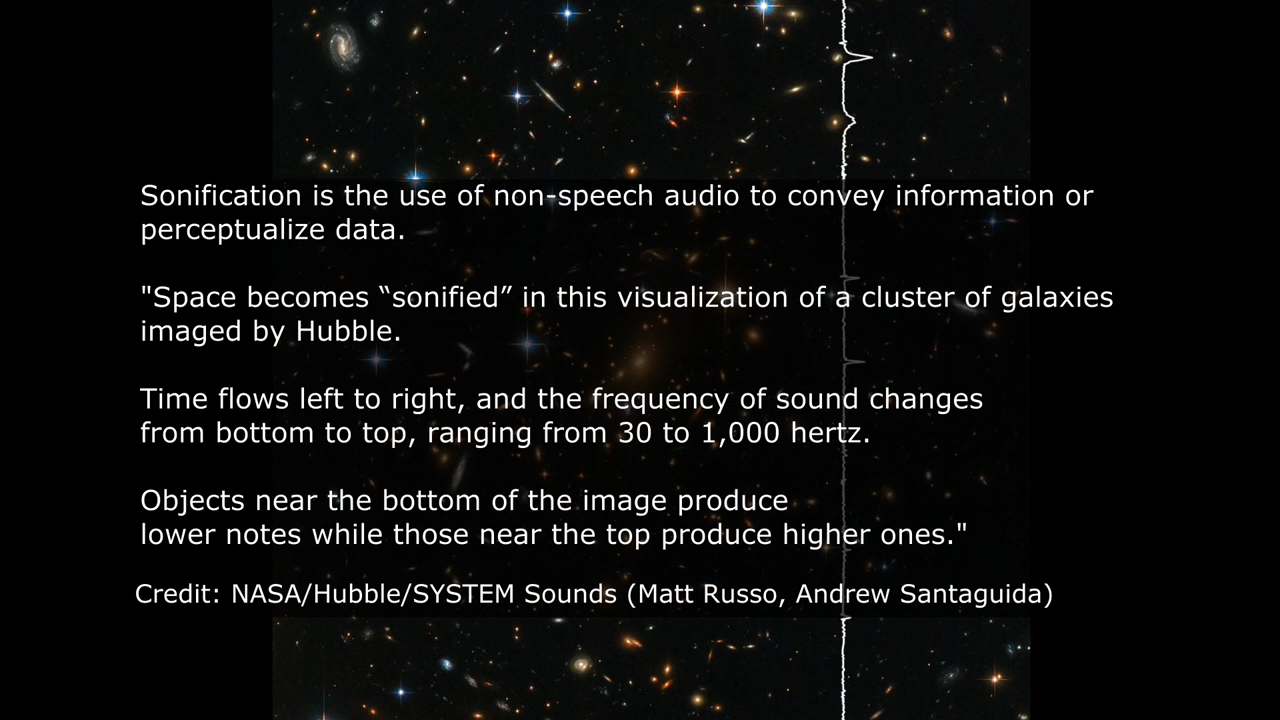 Sonification is the use of non-speech audio to convey information or
perceptualize data.
"Space becomes “sonified” in this visualization of a cluster of galaxies
imaged by Hubble.
Time flows left to right, and the frequency of sound changes
from bottom to top, ranging from 30 to 1,000 hertz.
Objects near the bottom of the image produce
lower notes while those near the top produce higher ones."
Credit: NASA/Hubble/SYSTEM Sounds (Matt Russo, Andrew Santaguida)